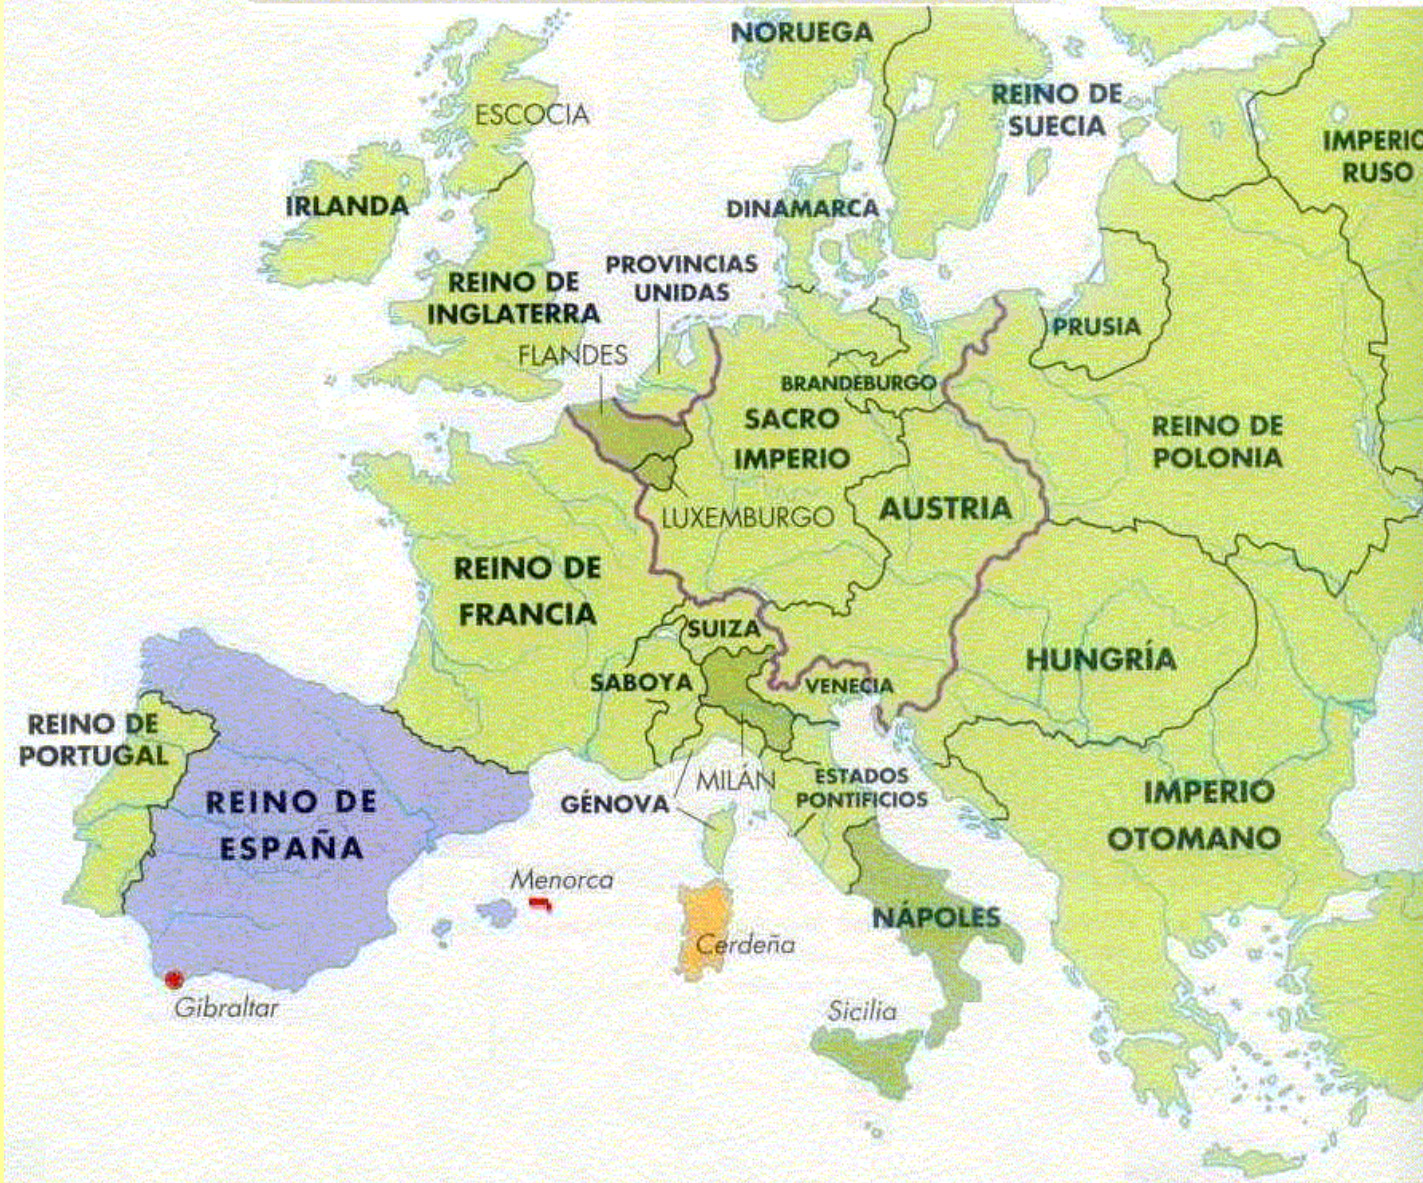 NORUEGA
REINO DE
SUECIA
ESCOCIA
IMPERIO
RUSO
IRLANDA
DINAMARCA
PROVINCIAS
UNIDAS
REINO DE
INGLATERRA
FLANDES
PRUSIA
BRANDEBURGO
SACRO
IMPERIO
REINO DE
POLONIA
LUXEMBURGO
AUSTRIA
REINO DE
FRANCIA
SUIZA
HUNGRÍA
SABOYA
VENECIA
REINO DE
PORTUGAL
MILÁN
ESTADOS
PONTIFICIOS
GÉNOVA
REINO DE
ESPAÑA
IMPERIO
OTOMANO
Menorca
NÁPOLES
Cerdeña
Gibraltar
Sicilia